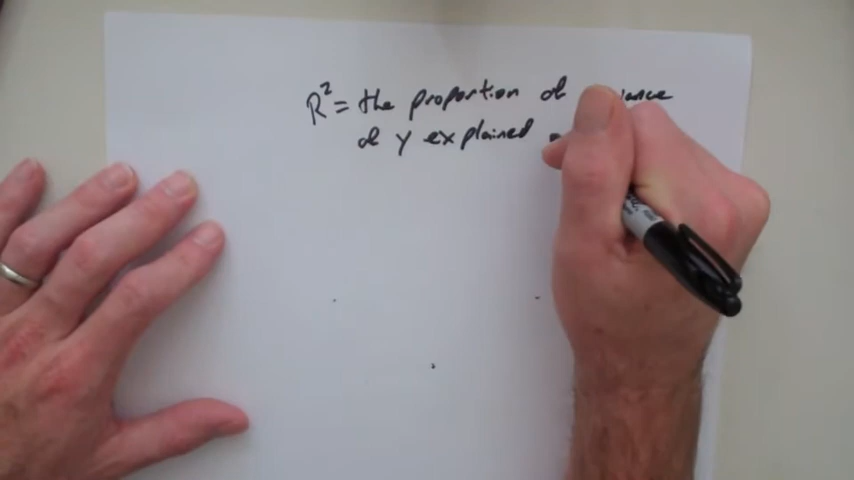 R² = the proportion of
of y explained